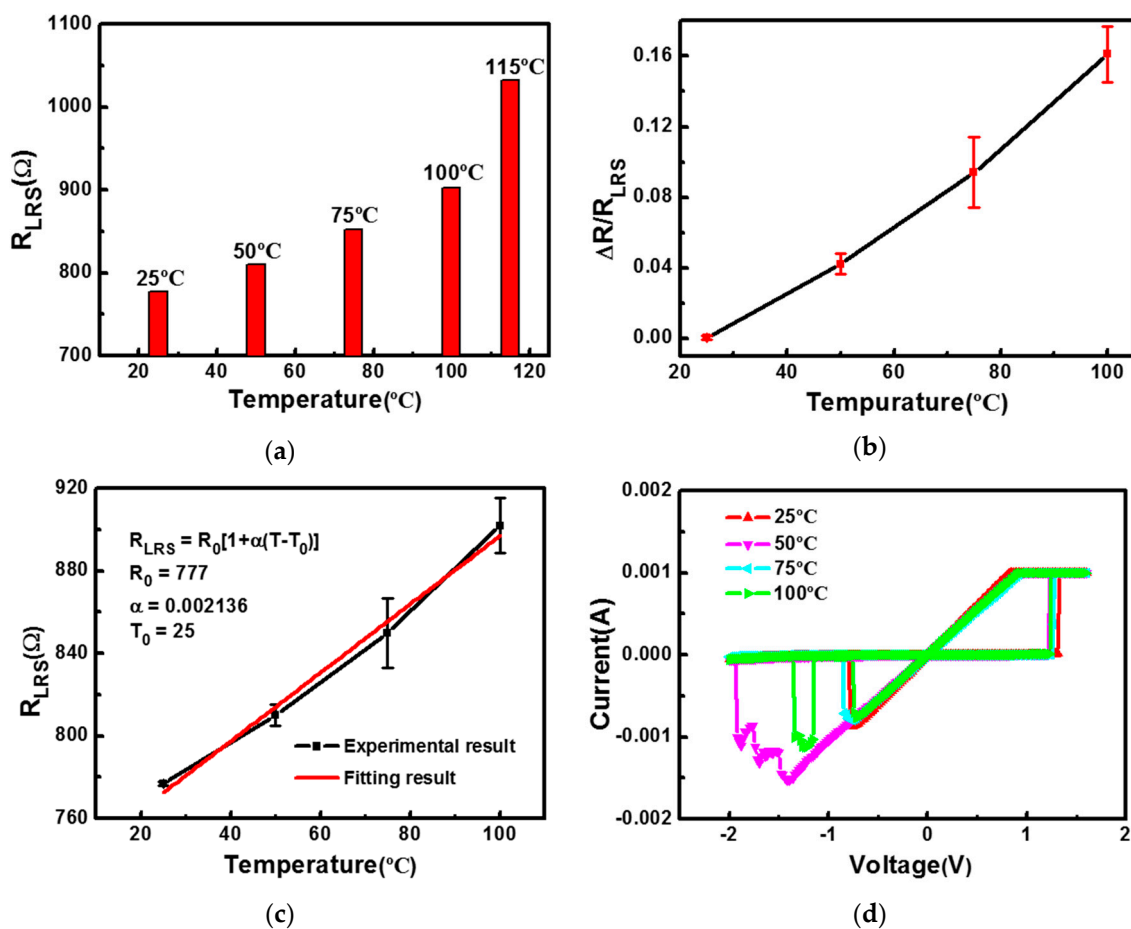 1100
1000
900
800
700
R_LRS(Ω)
25ºC
50ºC
75ºC
100ºC
115ºC
20 40 60 80 100 120
Temperature(ºC)
(a)
0.16
0.12
0.08
0.04
0.00
ΔR/R_LRS
20 40 60 80 100
Tempurature(ºC)
(b)
920
880
840
800
760
R_LRS(Ω)
R_LRS = R_0[1+α(T-T_0)]
R_0 = 777
α = 0.002136
T_0 = 25
Experimental result
Fitting result
20 40 60 80 100
Temperature(ºC)
(c)
0.002
0.001
0.000
-0.001
-0.002
Current(A)
25ºC
50ºC
75ºC
100ºC
-2 -1 0 1 2
Voltage(V)
(d)